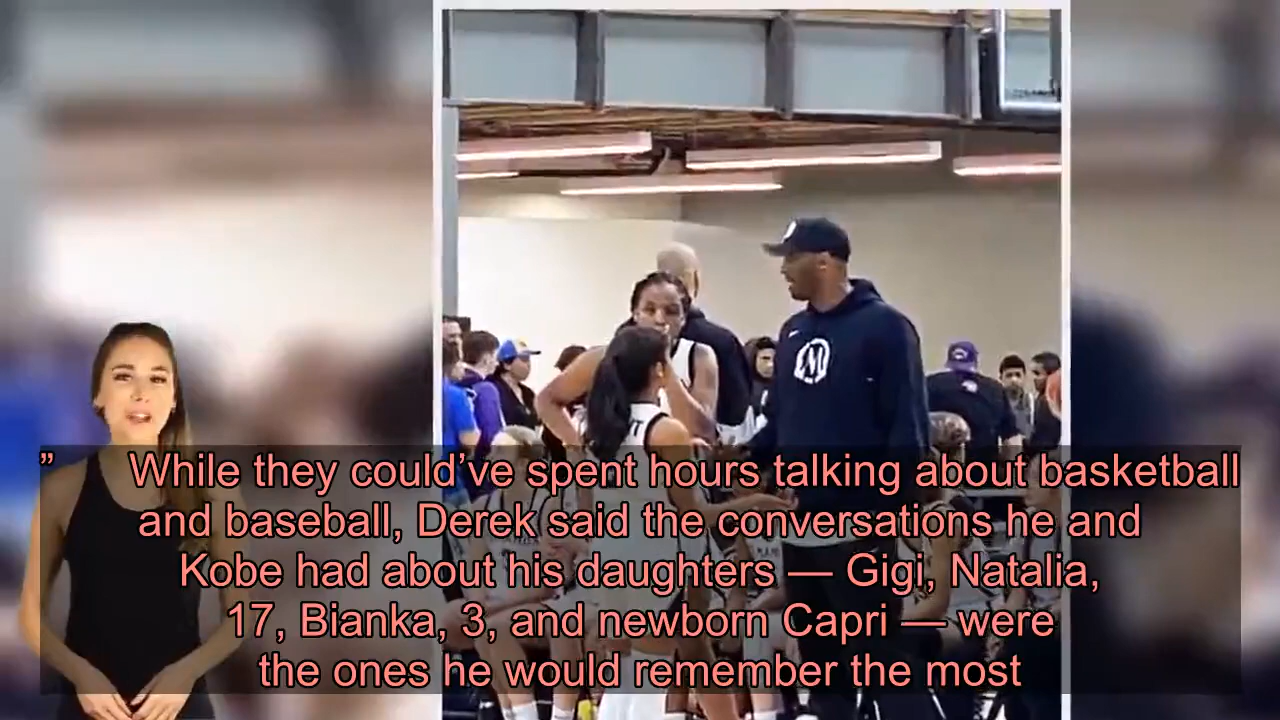 ” While they could’ve spent hours talking about basketball
and baseball, Derek said the conversations he and
Kobe had about his daughters — Gigi, Natalia,
17, Bianka, 3, and newborn Capri — were
the ones he would remember the most